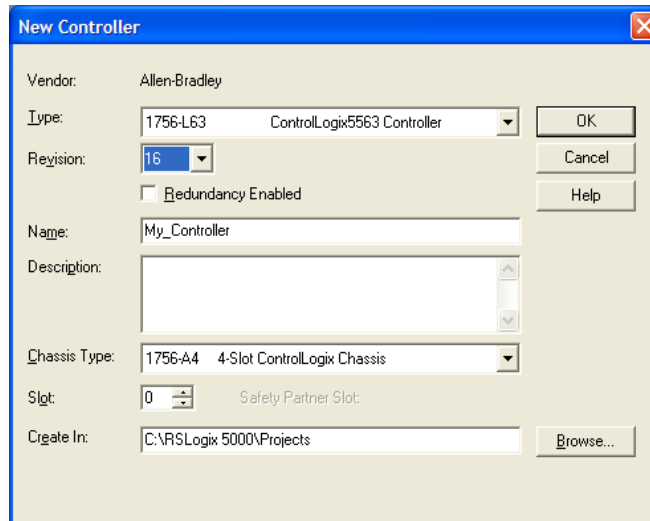 New Controller
Vendor: Allen-Bradley
Type: 1756-L63 ControlLogix5563 Controller OK
Revision: 16 Cancel
Redundancy Enabled Help
Name: My_Controller
Description:
Chassis Type: 1756-A4 4-Slot ControlLogix Chassis
Slot: 0 Safety Partner Slot:
Create In: C:\RSLogix 5000\Projects Browse...